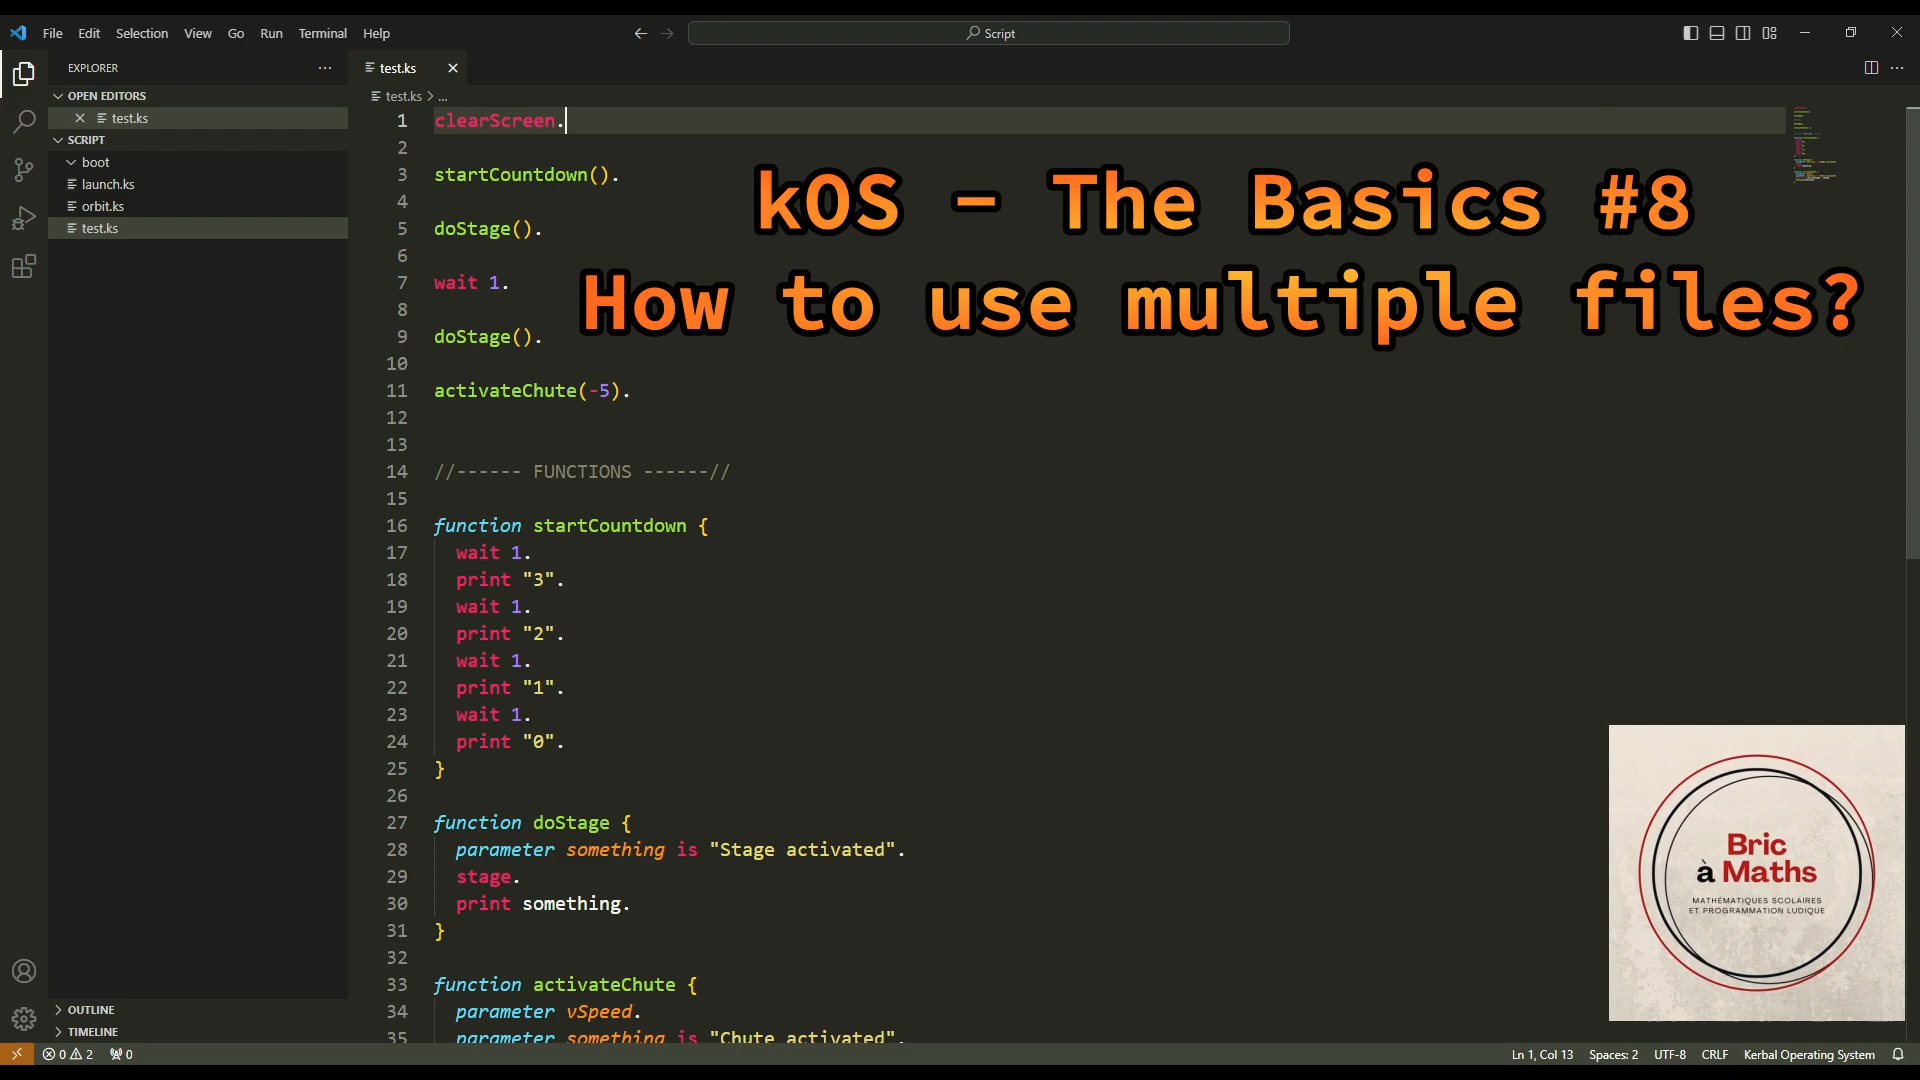 File Edit Selection View Go Run Terminal Help
Script
EXPLORER
test.ks
OPEN EDITORS
test.ks
SCRIPT
boot
launch.ks
orbit.ks
test.ks
test.ks > ...
1 clearScreen.
2
3 startCountdown().
4
5 doStage().
6
7 wait 1.
8
9 doStage().
10
11 activateChute(-5).
12
13
14 //------ FUNCTIONS ------//
15
16 function startCountdown {
17 wait 1.
18 print "3".
19 wait 1.
20 print "2".
21 wait 1.
22 print "1".
23 wait 1.
24 print "0".
25 }
26
27 function doStage {
28 parameter something is "Stage activated".
29 stage.
30 print something.
31 }
32
33 function activateChute {
34 parameter vSpeed.
35 parameter something is "Chute activated".
kOS - The Basics #8
How to use multiple files?
Bric
à Maths
MATHÉMATIQUES SCOLAIRES
ET PROGRAMMATION LUDIQUE
OUTLINE
TIMELINE
0 2 0
Ln 1, Col 13 Spaces: 2 UTF-8 CRLF Kerbal Operating System